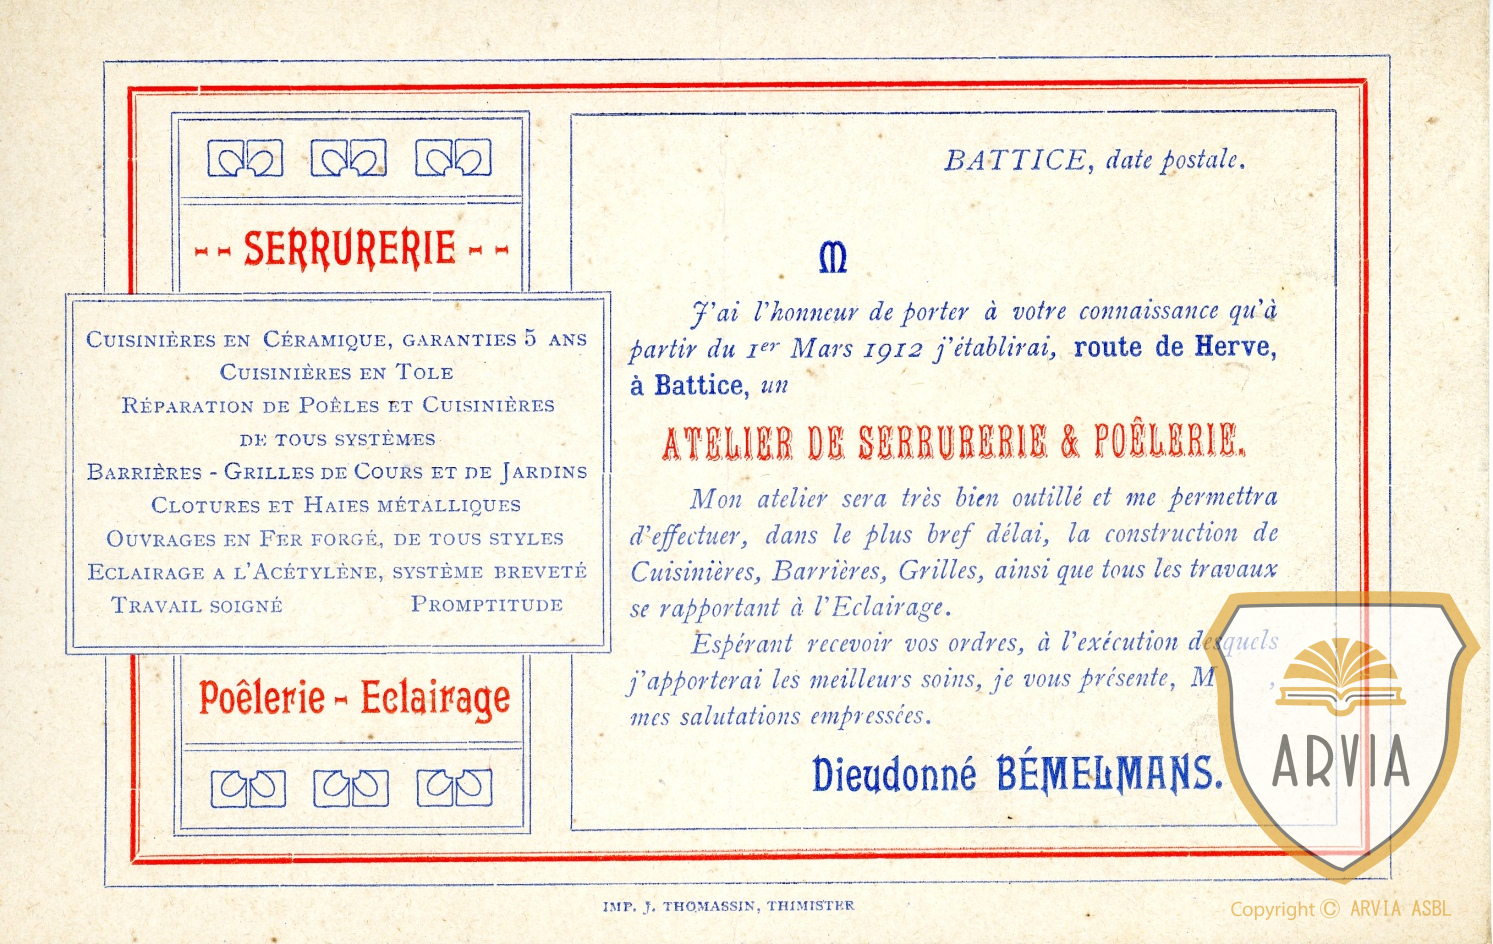 -- SERRURERIE --
CUISINIÈRES EN CÉRAMIQUE, GARANTIES 5 ANS
CUISINIÈRES EN TOLE
RÉPARATION DE POÊLES ET CUISINIÈRES
DE TOUS SYSTÈMES
BARRIÈRES - GRILLES DE COURS ET DE JARDINS
CLOTURES ET HAIES MÉTALLIQUES
OUVRAGES EN FER FORGÉ, DE TOUS STYLES
ECLAIRAGE A L'ACÉTYLÈNE, SYSTÈME BREVETÉ
TRAVAIL SOIGNÉ PROMPTITUDE
Poêlerie - Eclairage
BATTICE, date postale.
M
J'ai l'honneur de porter à votre connaissance qu'à
partir du 1er Mars 1912 j'établirai, route de Herve,
à Battice, un
ATELIER DE SERRURERIE & POÊLERIE.
Mon atelier sera très bien outillé et me permettra
d'effectuer, dans le plus bref délai, la construction de
Cuisinières, Barrières, Grilles, ainsi que tous les travaux
se rapportant à l'Eclairage.
Espérant recevoir vos ordres, à l'exécution desquels
j'apporterai les meilleurs soins, je vous présente, M ,
mes salutations empressées.
Dieudonné BÉMELMANS.
IMP. J. THOMASSIN, THIMISTER
ARVIA
Copyright © ARVIA ASBL